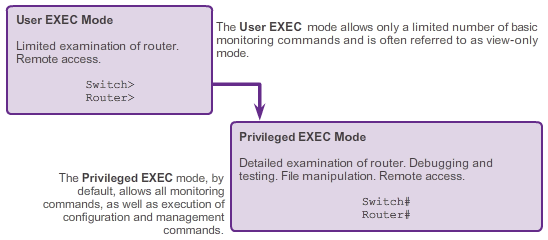 User EXEC Mode
Limited examination of router.
Remote access.
Switch>
Router>
The User EXEC mode allows only a limited number of basic
monitoring commands and is often referred to as view-only
mode.
Privileged EXEC Mode
Detailed examination of router. Debugging and
testing. File manipulation. Remote access.
Switch#
Router#
The Privileged EXEC mode, by
default, allows all monitoring
commands, as well as execution of
configuration and management
commands.